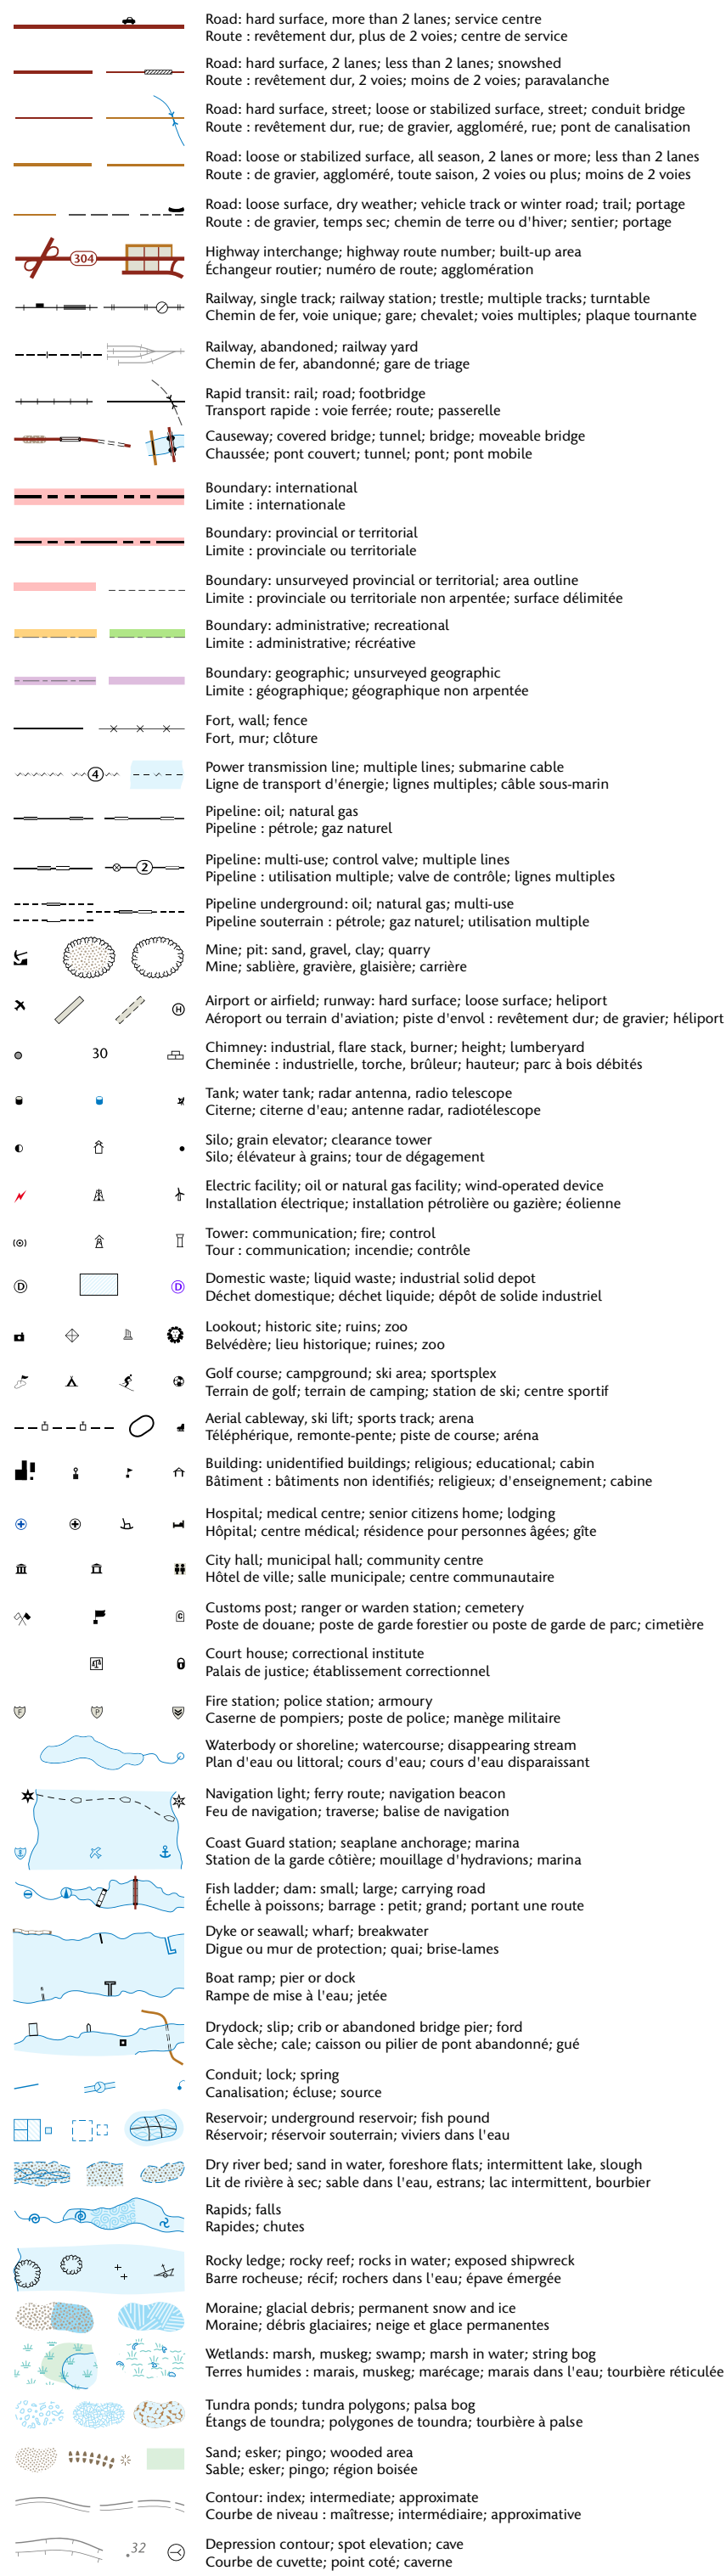 Road: hard surface, more than 2 lanes; service centre
Route : revêtement dur, plus de 2 voies; centre de service
Road: hard surface, 2 lanes; less than 2 lanes; snowshed
Route : revêtement dur, 2 voies; moins de 2 voies; paravalanche
Road: hard surface, street; loose or stabilized surface, street; conduit bridge
Route : revêtement dur, rue; de gravier, aggloméré, rue; pont de canalisation
Road: loose or stabilized surface, all season, 2 lanes or more; less than 2 lanes
Route : de gravier, aggloméré, toute saison, 2 voies ou plus; moins de 2 voies
Road: loose surface, dry weather; vehicle track or winter road; trail; portage
Route : de gravier, temps sec; chemin de terre ou d'hiver; sentier; portage
304
Highway interchange; highway route number; built-up area
Échangeur routier; numéro de route; agglomération
Railway, single track; railway station; trestle; multiple tracks; turntable
Chemin de fer, voie unique; gare; chevalet; voies multiples; plaque tournante
Railway, abandoned; railway yard
Chemin de fer, abandonné; gare de triage
Rapid transit: rail; road; footbridge
Transport rapide : voie ferrée; route; passerelle
Causeway; covered bridge; tunnel; bridge; moveable bridge
Chaussée; pont couvert; tunnel; pont; pont mobile
Boundary: international
Limite : internationale
Boundary: provincial or territorial
Limite : provinciale ou territoriale
Boundary: unsurveyed provincial or territorial; area outline
Limite : provinciale ou territoriale non arpentée; surface délimitée
Boundary: administrative; recreational
Limite : administrative; récréative
Boundary: geographic; unsurveyed geographic
Limite : géographique; géographique non arpentée
Fort, wall; fence
Fort, mur; clôture
4
Power transmission line; multiple lines; submarine cable
Ligne de transport d'énergie; lignes multiples; câble sous-marin
Pipeline: oil; natural gas
Pipeline : pétrole; gaz naturel
2
Pipeline: multi-use; control valve; multiple lines
Pipeline : utilisation multiple; valve de contrôle; lignes multiples
Pipeline underground: oil; natural gas; multi-use
Pipeline souterrain : pétrole; gaz naturel; utilisation multiple
Mine; pit: sand, gravel, clay; quarry
Mine; sablière, gravière, glaisière; carrière
H
Airport or airfield; runway: hard surface; loose surface; heliport
Aéroport ou terrain d'aviation; piste d'envol : revêtement dur; de gravier; héliport
30
Chimney: industrial, flare stack, burner; height; lumberyard
Cheminée : industrielle, torche, brûleur; hauteur; parc à bois débités
Tank; water tank; radar antenna, radio telescope
Citerne; citerne d'eau; antenne radar, radiotélescope
Silo; grain elevator; clearance tower
Silo; élévateur à grains; tour de dégagement
Electric facility; oil or natural gas facility; wind-operated device
Installation électrique; installation pétrolière ou gazière; éolienne
Tower: communication; fire; control
Tour : communication; incendie; contrôle
D D
Domestic waste; liquid waste; industrial solid depot
Déchet domestique; déchet liquide; dépôt de solide industriel
Lookout; historic site; ruins; zoo
Belvédère; lieu historique; ruines; zoo
Golf course; campground; ski area; sportsplex
Terrain de golf; terrain de camping; station de ski; centre sportif
Aerial cableway, ski lift; sports track; arena
Téléphérique, remonte-pente; piste de course; aréna
Building: unidentified buildings; religious; educational; cabin
Bâtiment : bâtiments non identifiés; religieux; d'enseignement; cabine
Hospital; medical centre; senior citizens home; lodging
Hôpital; centre médical; résidence pour personnes âgées; gîte
City hall; municipal hall; community centre
Hôtel de ville; salle municipale; centre communautaire
C
Customs post; ranger or warden station; cemetery
Poste de douane; poste de garde forestier ou poste de garde de parc; cimetière
Court house; correctional institute
Palais de justice; établissement correctionnel
F P
Fire station; police station; armoury
Caserne de pompiers; poste de police; manège militaire
Waterbody or shoreline; watercourse; disappearing stream
Plan d'eau ou littoral; cours d'eau; cours d'eau disparaissant
Navigation light; ferry route; navigation beacon
Feu de navigation; traverse; balise de navigation
Coast Guard station; seaplane anchorage; marina
Station de la garde côtière; mouillage d'hydravions; marina
Fish ladder; dam: small; large; carrying road
Échelle à poissons; barrage : petit; grand; portant une route
Dyke or seawall; wharf; breakwater
Digue ou mur de protection; quai; brise-lames
Boat ramp; pier or dock
Rampe de mise à l'eau; jetée
Drydock; slip; crib or abandoned bridge pier; ford
Cale sèche; cale; caisson ou pilier de pont abandonné; gué
Conduit; lock; spring
Canalisation; écluse; source
Reservoir; underground reservoir; fish pound
Réservoir; réservoir souterrain; viviers dans l'eau
Dry river bed; sand in water, foreshore flats; intermittent lake, slough
Lit de rivière à sec; sable dans l'eau, estrans; lac intermittent, bourbier
Rapids; falls
Rapides; chutes
Rocky ledge; rocky reef; rocks in water; exposed shipwreck
Barre rocheuse; récif; rochers dans l'eau; épave émergée
Moraine; glacial debris; permanent snow and ice
Moraine; débris glaciaires; neige et glace permanentes
Wetlands: marsh, muskeg; swamp; marsh in water; string bog
Terres humides : marais, muskeg; marécage; marais dans l'eau; tourbière réticulée
Tundra ponds; tundra polygons; palsa bog
Étangs de toundra; polygones de toundra; tourbière à palse
Sand; esker; pingo; wooded area
Sable; esker; pingo; région boisée
Contour: index; intermediate; approximate
Courbe de niveau : maîtresse; intermédiaire; approximative
.32
Depression contour; spot elevation; cave
Courbe de cuvette; point coté; caverne